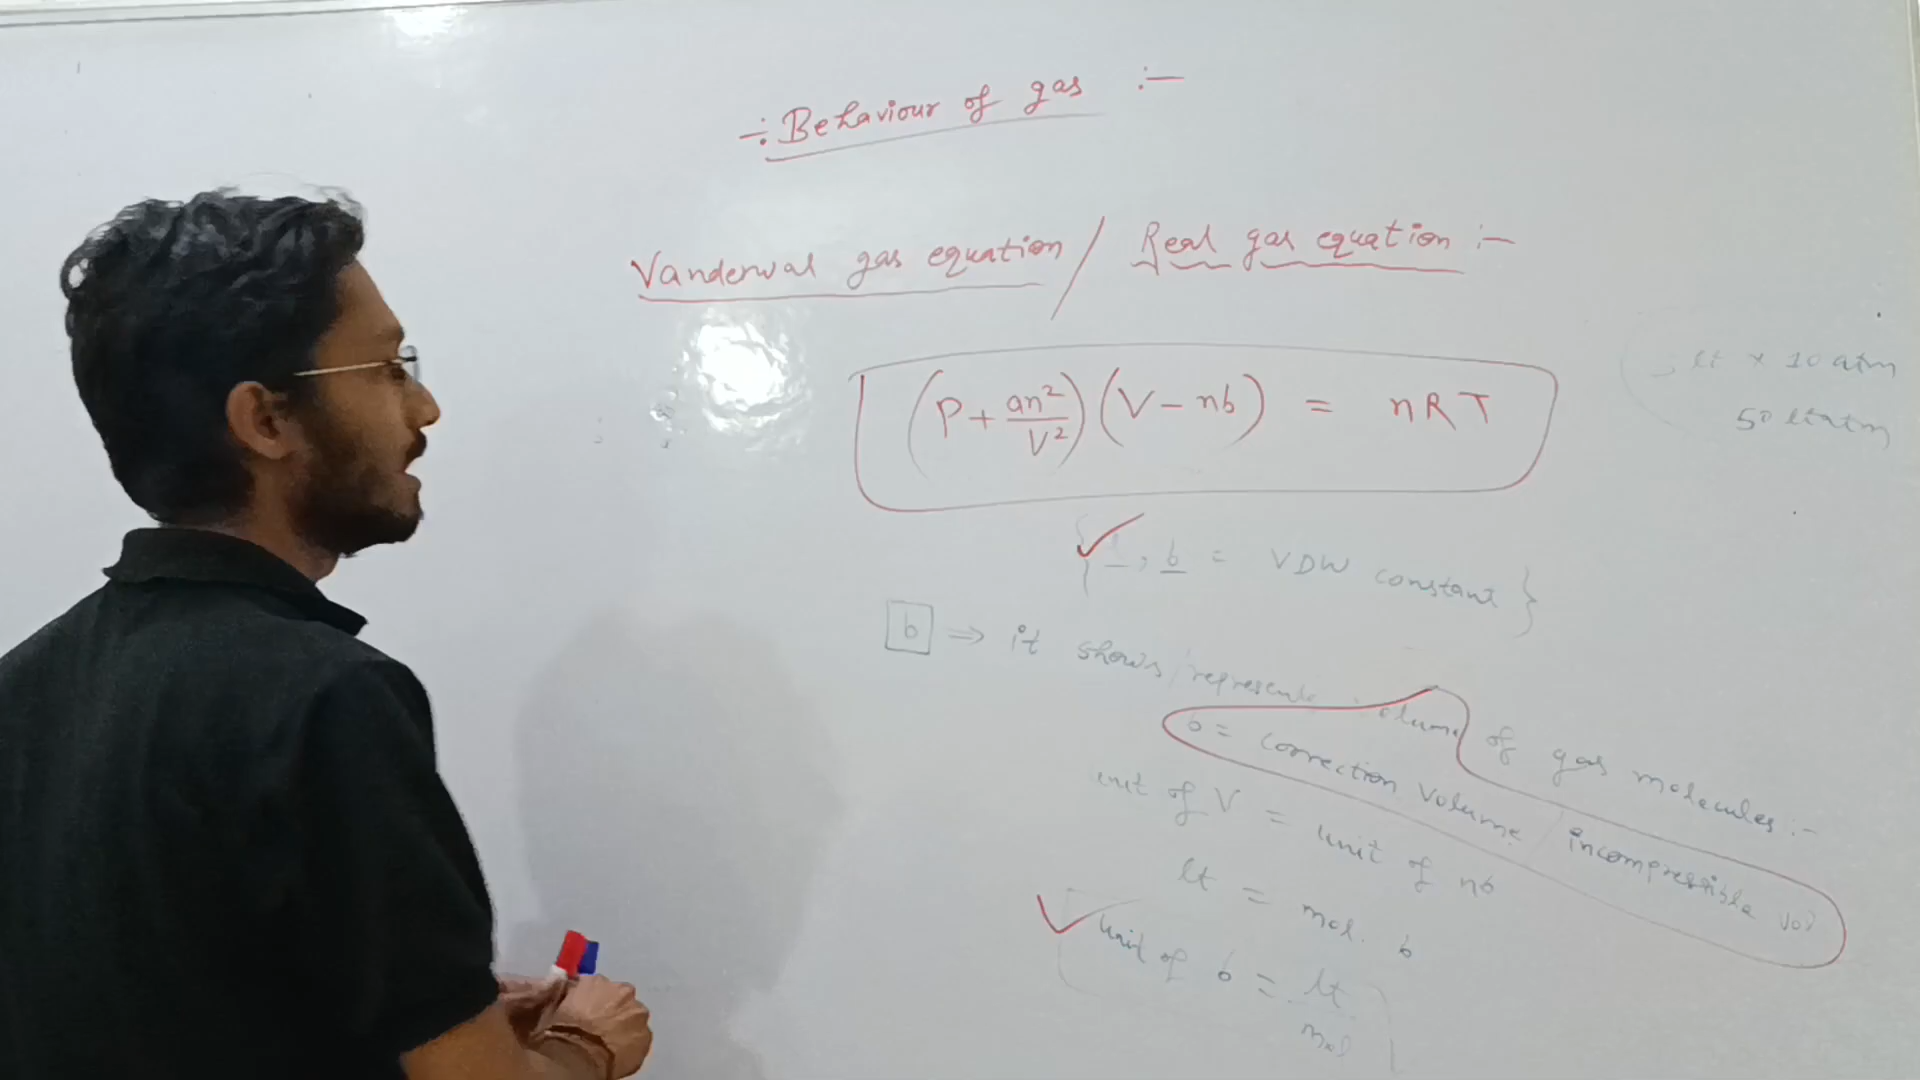 ÷ Behaviour of gas :-
Vanderwal gas equation / Real gas equation :-
(P + an²/V²) (V - nb) = nRT
lt × 10 atm
50 lt atm
, b = VDW constant }
b ⇒ it shows / represents volume of gas molecules :-
b = correction volume / incompressible vol
unit of V = unit of nb
lt = mol. b
unit of b = lt/mol